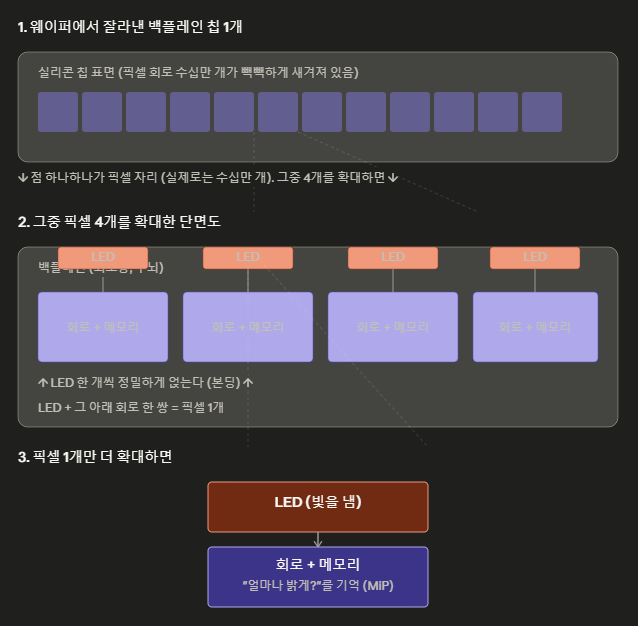 1. 웨이퍼에서 잘라낸 백플레인 칩 1개
실리콘 칩 표면 (픽셀 회로 수십만 개가 빽빽하게 새겨져 있음)
↓ 점 하나하나가 픽셀 자리 (실제로는 수십만 개). 그중 4개를 확대하면 ↓
2. 그중 픽셀 4개를 확대한 단면도
LED LED LED LED
회로 + 메모리 회로 + 메모리 회로 + 메모리 회로 + 메모리
↑ LED 한 개씩 정밀하게 얹는다 (본딩) ↑
LED + 그 아래 회로 한 쌍 = 픽셀 1개
3. 픽셀 1개만 더 확대하면
LED (빛을 냄)
회로 + 메모리
"얼마나 밝게?"를 기억 (MiP)